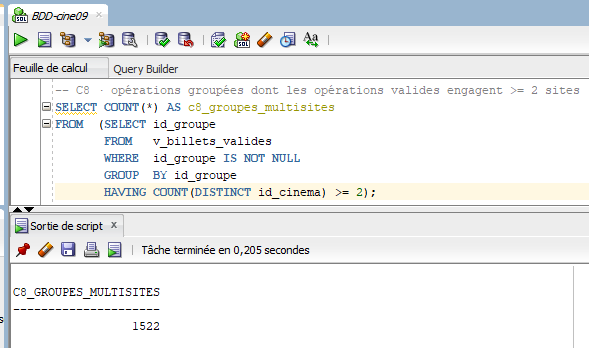 BDD-cine09
Feuille de calcul Query Builder
-- C8 · opérations groupées dont les opérations valides engagent >= 2 sites
SELECT COUNT(*) AS c8_groupes_multisites
FROM (SELECT id_groupe
FROM v_billets_valides
WHERE id_groupe IS NOT NULL
GROUP BY id_groupe
HAVING COUNT(DISTINCT id_cinema) >= 2);
Sortie de script x
Tâche terminée en 0,205 secondes
C8_GROUPES_MULTISITES
---------------------
1522